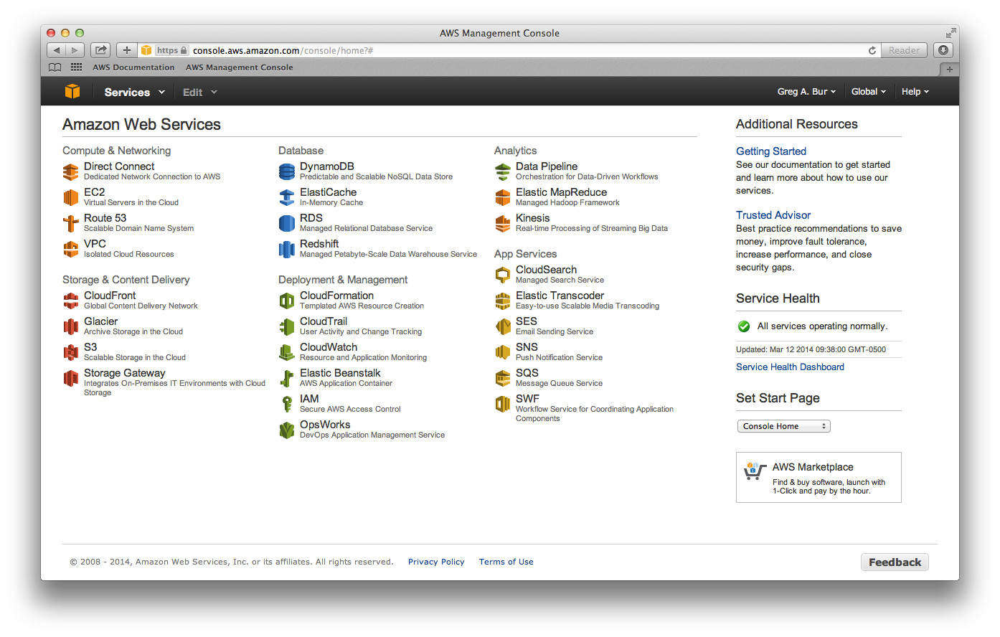 AWS Management Console
https console.aws.amazon.com/console/home?#
Reader
AWS Documentation AWS Management Console
Services Edit
Greg A. Bur Global Help
Amazon Web Services
Compute & Networking
Direct Connect
Dedicated Network Connection to AWS
EC2
Virtual Servers in the Cloud
Route 53
Scalable Domain Name System
VPC
Isolated Cloud Resources
Storage & Content Delivery
CloudFront
Global Content Delivery Network
Glacier
Archive Storage in the Cloud
S3
Scalable Storage in the Cloud
Storage Gateway
Integrates On-Premises IT Environments with Cloud
Storage
Database
DynamoDB
Predictable and Scalable NoSQL Data Store
ElastiCache
In-Memory Cache
RDS
Managed Relational Database Service
Redshift
Managed Petabyte-Scale Data Warehouse Service
Deployment & Management
CloudFormation
Templated AWS Resource Creation
CloudTrail
User Activity and Change Tracking
CloudWatch
Resource and Application Monitoring
Elastic Beanstalk
AWS Application Container
IAM
Secure AWS Access Control
OpsWorks
DevOps Application Management Service
Analytics
Data Pipeline
Orchestration for Data-Driven Workflows
Elastic MapReduce
Managed Hadoop Framework
Kinesis
Real-time Processing of Streaming Big Data
App Services
CloudSearch
Managed Search Service
Elastic Transcoder
Easy-to-use Scalable Media Transcoding
SES
Email Sending Service
SNS
Push Notification Service
SQS
Message Queue Service
SWF
Workflow Service for Coordinating Application
Components
Additional Resources
Getting Started
See our documentation to get started
and learn more about how to use our
services.
Trusted Advisor
Best practice recommendations to save
money, improve fault tolerance,
increase performance, and close
security gaps.
Service Health
All services operating normally.
Updated: Mar 12 2014 09:38:00 GMT-0500
Service Health Dashboard
Set Start Page
Console Home
AWS Marketplace
Find & buy software, launch with
1-Click and pay by the hour.
© 2008 - 2014, Amazon Web Services, Inc. or its affiliates. All rights reserved. Privacy Policy Terms of Use
Feedback